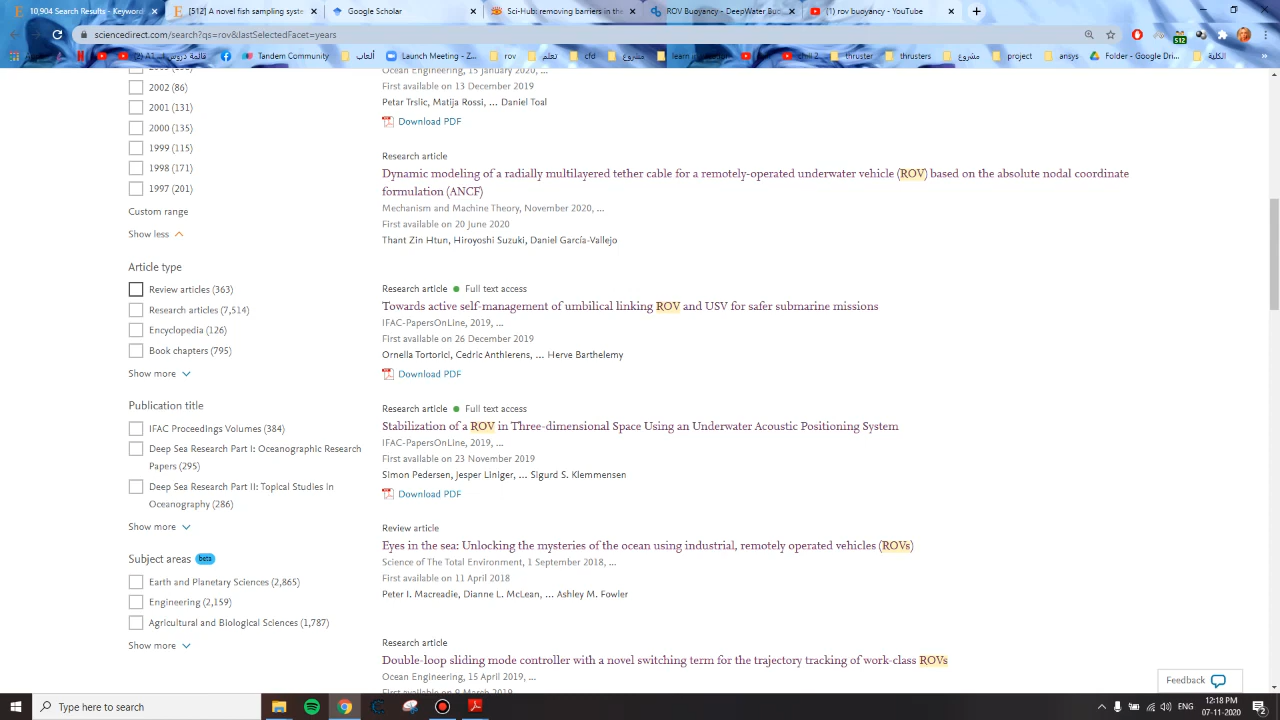 10,904 Search Results - Keyword
[512] A novel fish sampling syste
Google Scholar
Sci-Hub: removing barriers in the
ROV Buoyancy - DeepWater Buo
(1) rov buoyancy - YouTube
sciencedirect.com/search?qs=rov&lastSelectedFacet=years
512
ألعاب
Tandem Community
Launch Meeting - Z...
rov
تعلم
cfd
مشروع
learn
chill 2
thruster
thrusters
مشروع
project
ansys
Folder - Google Dri...
الكلية
»
2002 (86)
2001 (131)
2000 (135)
1999 (115)
1998 (171)
1997 (201)
Custom range
Show less
Article type
Review articles (363)
Research articles (7,514)
Encyclopedia (126)
Book chapters (795)
Show more
Publication title
IFAC Proceedings Volumes (384)
Deep Sea Research Part I: Oceanographic Research
Papers (295)
Deep Sea Research Part II: Topical Studies in
Oceanography (286)
Show more
Subject areas beta
Earth and Planetary Sciences (2,865)
Engineering (2,159)
Agricultural and Biological Sciences (1,787)
Show more
Ocean Engineering, 15 January 2020, ...
First available on 13 December 2019
Petar Trslic, Matija Rossi, ... Daniel Toal
Download PDF
Research article
Dynamic modeling of a radially multilayered tether cable for a remotely-operated underwater vehicle (ROV) based on the absolute nodal coordinate
formulation (ANCF)
Mechanism and Machine Theory, November 2020, ...
First available on 20 June 2020
Thant Zin Htun, Hiroyoshi Suzuki, Daniel García-Vallejo
Research article Full text access
Towards active self-management of umbilical linking ROV and USV for safer submarine missions
IFAC-PapersOnLine, 2019, ...
First available on 26 December 2019
Ornella Tortorici, Cedric Anthierens, ... Herve Barthelemy
Download PDF
Research article Full text access
Stabilization of a ROV in Three-dimensional Space Using an Underwater Acoustic Positioning System
IFAC-PapersOnLine, 2019, ...
First available on 23 November 2019
Simon Pedersen, Jesper Liniger, ... Sigurd S. Klemmensen
Download PDF
Review article
Eyes in the sea: Unlocking the mysteries of the ocean using industrial, remotely operated vehicles (ROVs)
Science of The Total Environment, 1 September 2018, ...
First available on 11 April 2018
Peter I. Macreadie, Dianne L. McLean, ... Ashley M. Fowler
Research article
Double-loop sliding mode controller with a novel switching term for the trajectory tracking of work-class ROVs
Ocean Engineering, 15 April 2019, ...
First available on 9 March 2019
Feedback
Type here to search
ENG
12:18 PM
07-11-2020
2